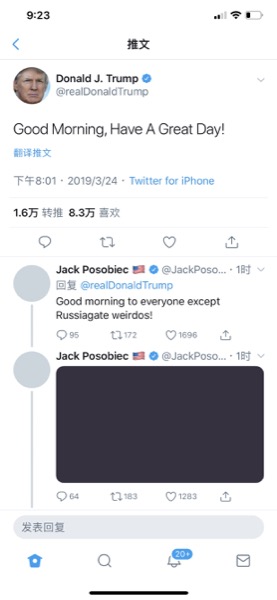 9:23
推文
Donald J. Trump
@realDonaldTrump
Good Morning, Have A Great Day!
翻译推文
下午8:01 · 2019/3/24 · Twitter for iPhone
1.6万 转推 8.3万 喜欢
Jack Posobiec 🇺🇸 @JackPoso... · 1时
回复 @realDonaldTrump
Good morning to everyone except
Russiagate weirdos!
95 172 1696
Jack Posobiec 🇺🇸 @JackPoso... · 1时
64 183 1283
发表回复
20+